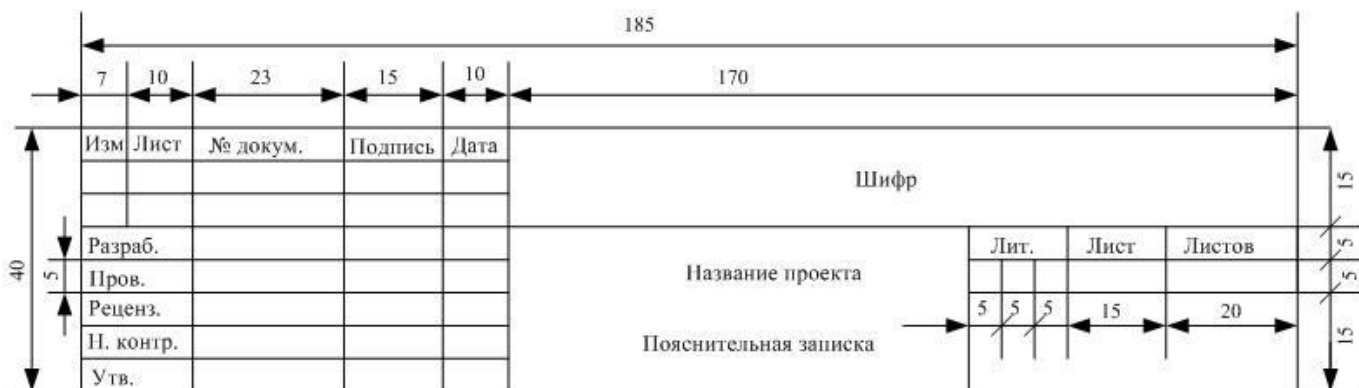 185
7 10 23 15 10 170
Изм Лист № докум. Подпись Дата
Шифр
15
Разраб.
Лит. Лист Листов
5
40
5
Пров.
Название проекта
5
Реценз.
5 5 5 15 20
Н. контр.
Пояснительная записка
15
Утв.